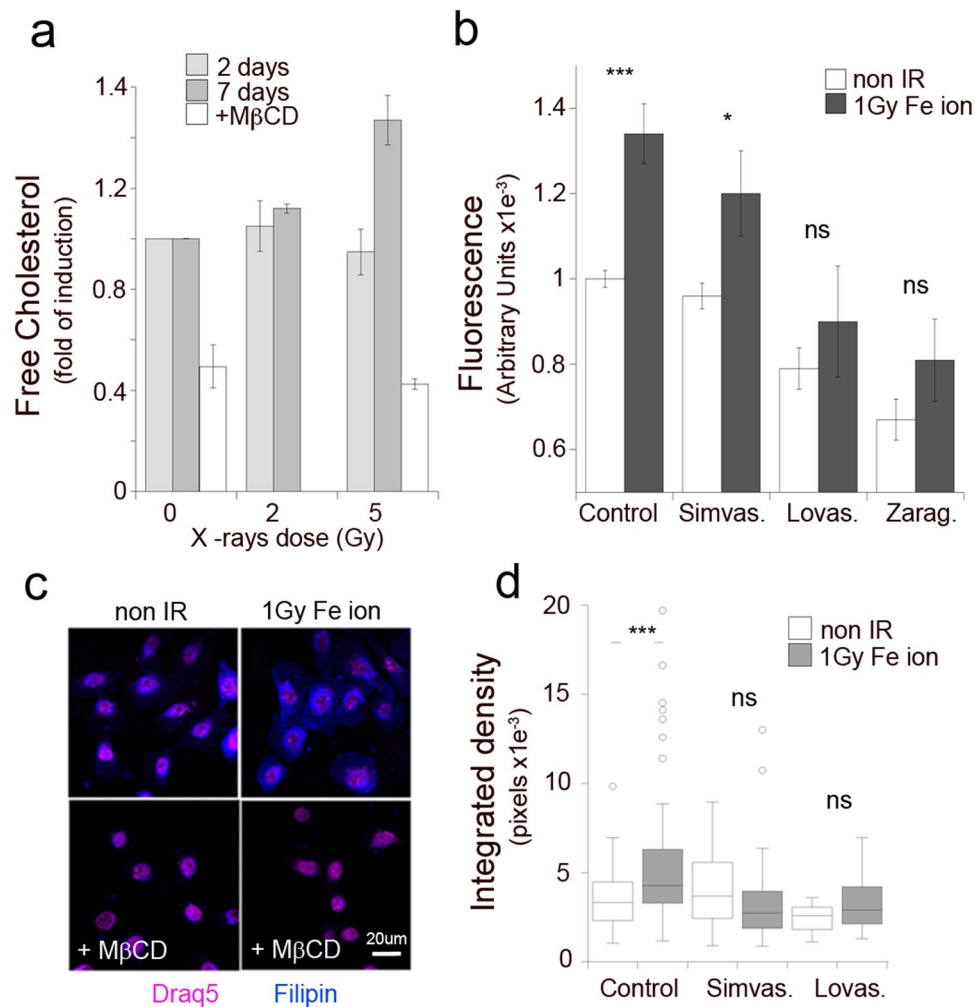 a
2 days
7 days
+MβCD
1.4
1.2
1
0.8
0.4
0
Free Cholesterol
(fold of induction)
0 2 5
X -rays dose (Gy)
b
non IR
1Gy Fe ion
*** * ns ns
1.4
1.2
1
0.8
0.6
Fluorescence
(Arbitrary Units x1e⁻³)
Control Simvas. Lovas. Zarag.
c
non IR 1Gy Fe ion
+ MβCD + MβCD
20um
Draq5 Filipin
d
non IR
1Gy Fe ion
*** ns ns
20
15
10
5
0
Integrated density
(pixels x1e⁻³)
Control Simvas. Lovas.